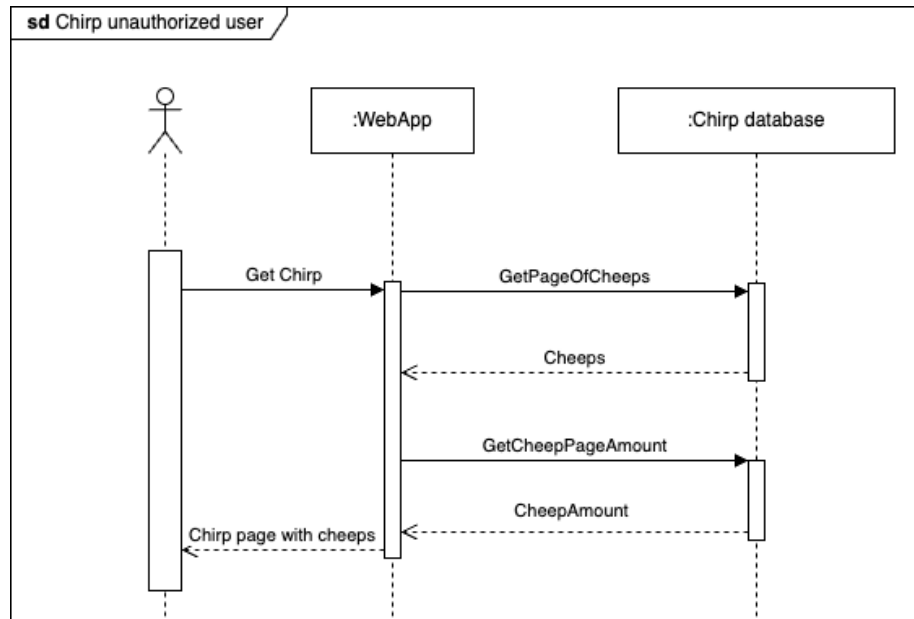 sd Chirp unauthorized user
:WebApp
:Chirp database
Get Chirp
GetPageOfCheeps
Cheeps
GetCheepPageAmount
CheepAmount
Chirp page with cheeps